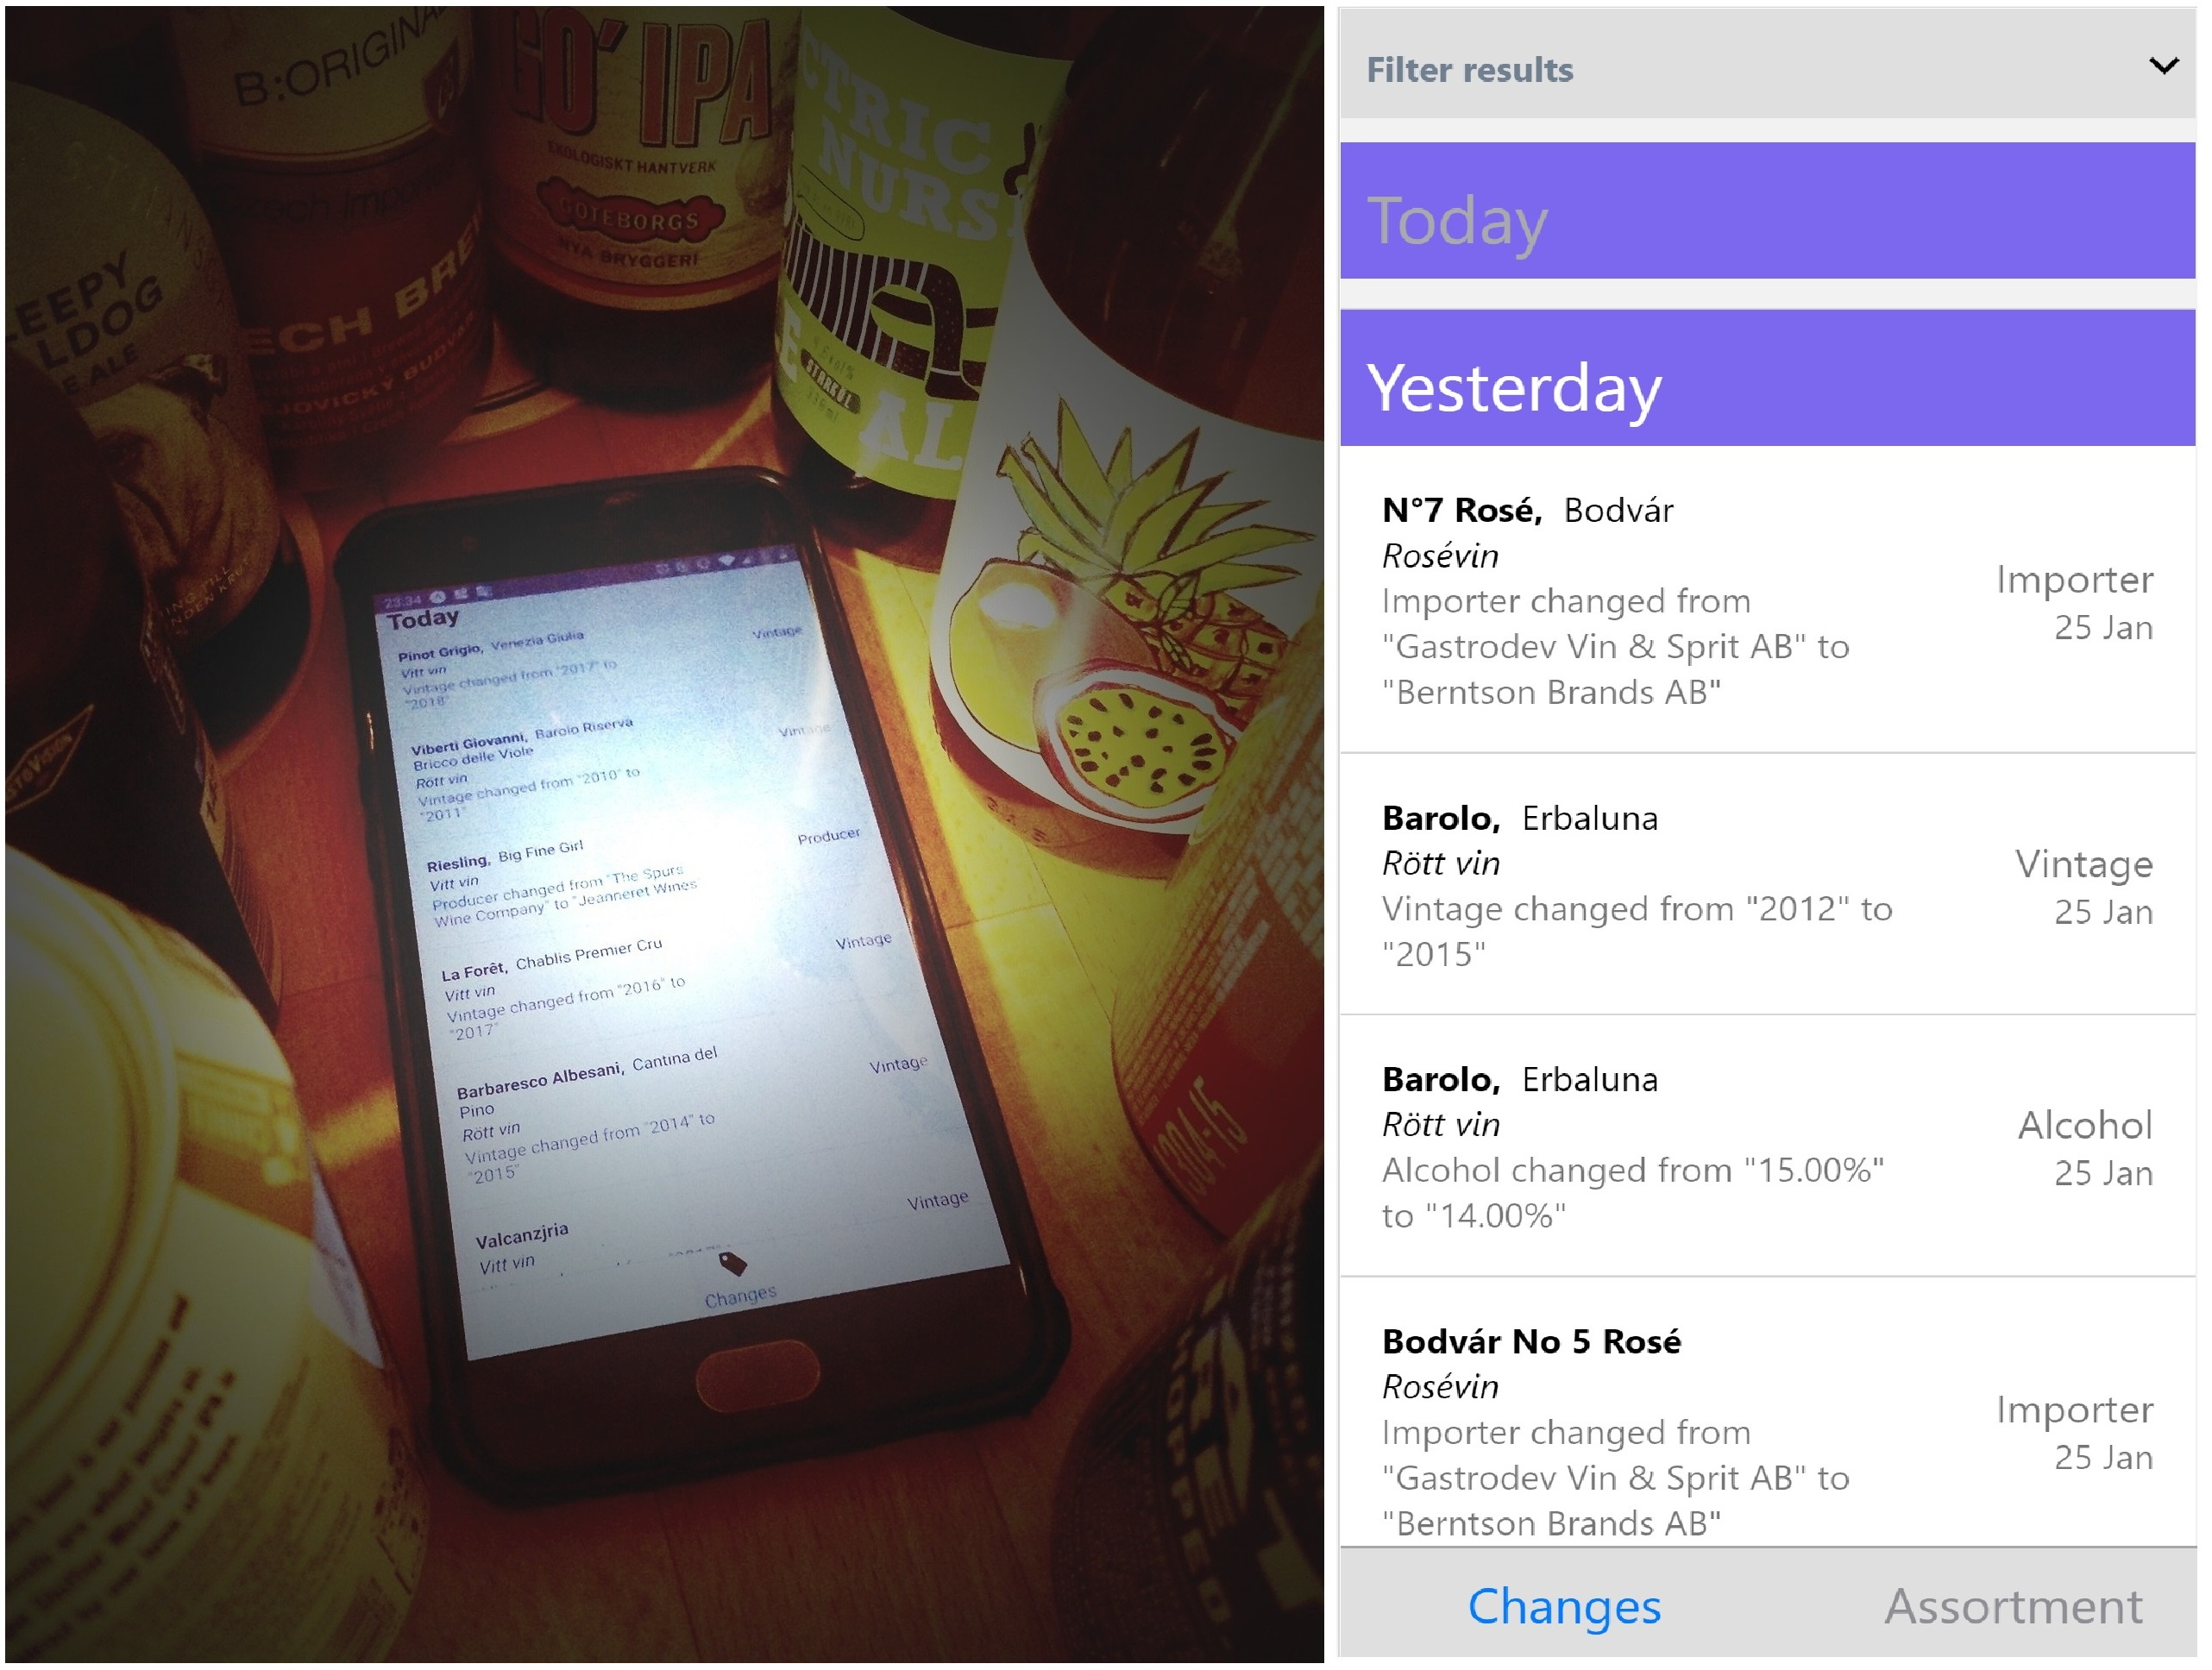 B:ORIGINAL
GO' IPA
EKOLOGISKT HANTVERK
GÖTEBORGS
NYA BRYGGERI
CTRIC
NURS
STARKÖL
AL
EEPY
LLDOG
E ALE
ECH BRE
EJOVICKÝ BUDVAR
23:34
Today
Pinot Grigio, Venezia Giulia
Vintage
Vitt vin
Vintage changed from "2017" to
"2018"
Viberti Giovanni, Barolo Riserva
Bricco delle Viole
Vintage
Rött vin
Vintage changed from "2010" to
"2011"
Riesling, Big Fine Girl
Producer
Vitt vin
Producer changed from "The Spurs
Wine Company" to "Jeanneret Wines"
La Forêt, Chablis Premier Cru
Vintage
Vitt vin
Vintage changed from "2016" to
"2017"
Barbaresco Albesani, Cantina del
Pino
Vintage
Rött vin
Vintage changed from "2014" to
"2015"
Valcanzjria
Vintage
Vitt vin
Changes
Filter results
Today
Yesterday
N°7 Rosé, Bodvár
Rosévin
Importer changed from
"Gastrodev Vin & Sprit AB" to
"Berntson Brands AB"
Importer
25 Jan
Barolo, Erbaluna
Rött vin
Vintage changed from "2012" to
"2015"
Vintage
25 Jan
Barolo, Erbaluna
Rött vin
Alcohol changed from "15.00%"
to "14.00%"
Alcohol
25 Jan
Bodvár No 5 Rosé
Rosévin
Importer changed from
"Gastrodev Vin & Sprit AB" to
"Berntson Brands AB"
Importer
25 Jan
Changes
Assortment